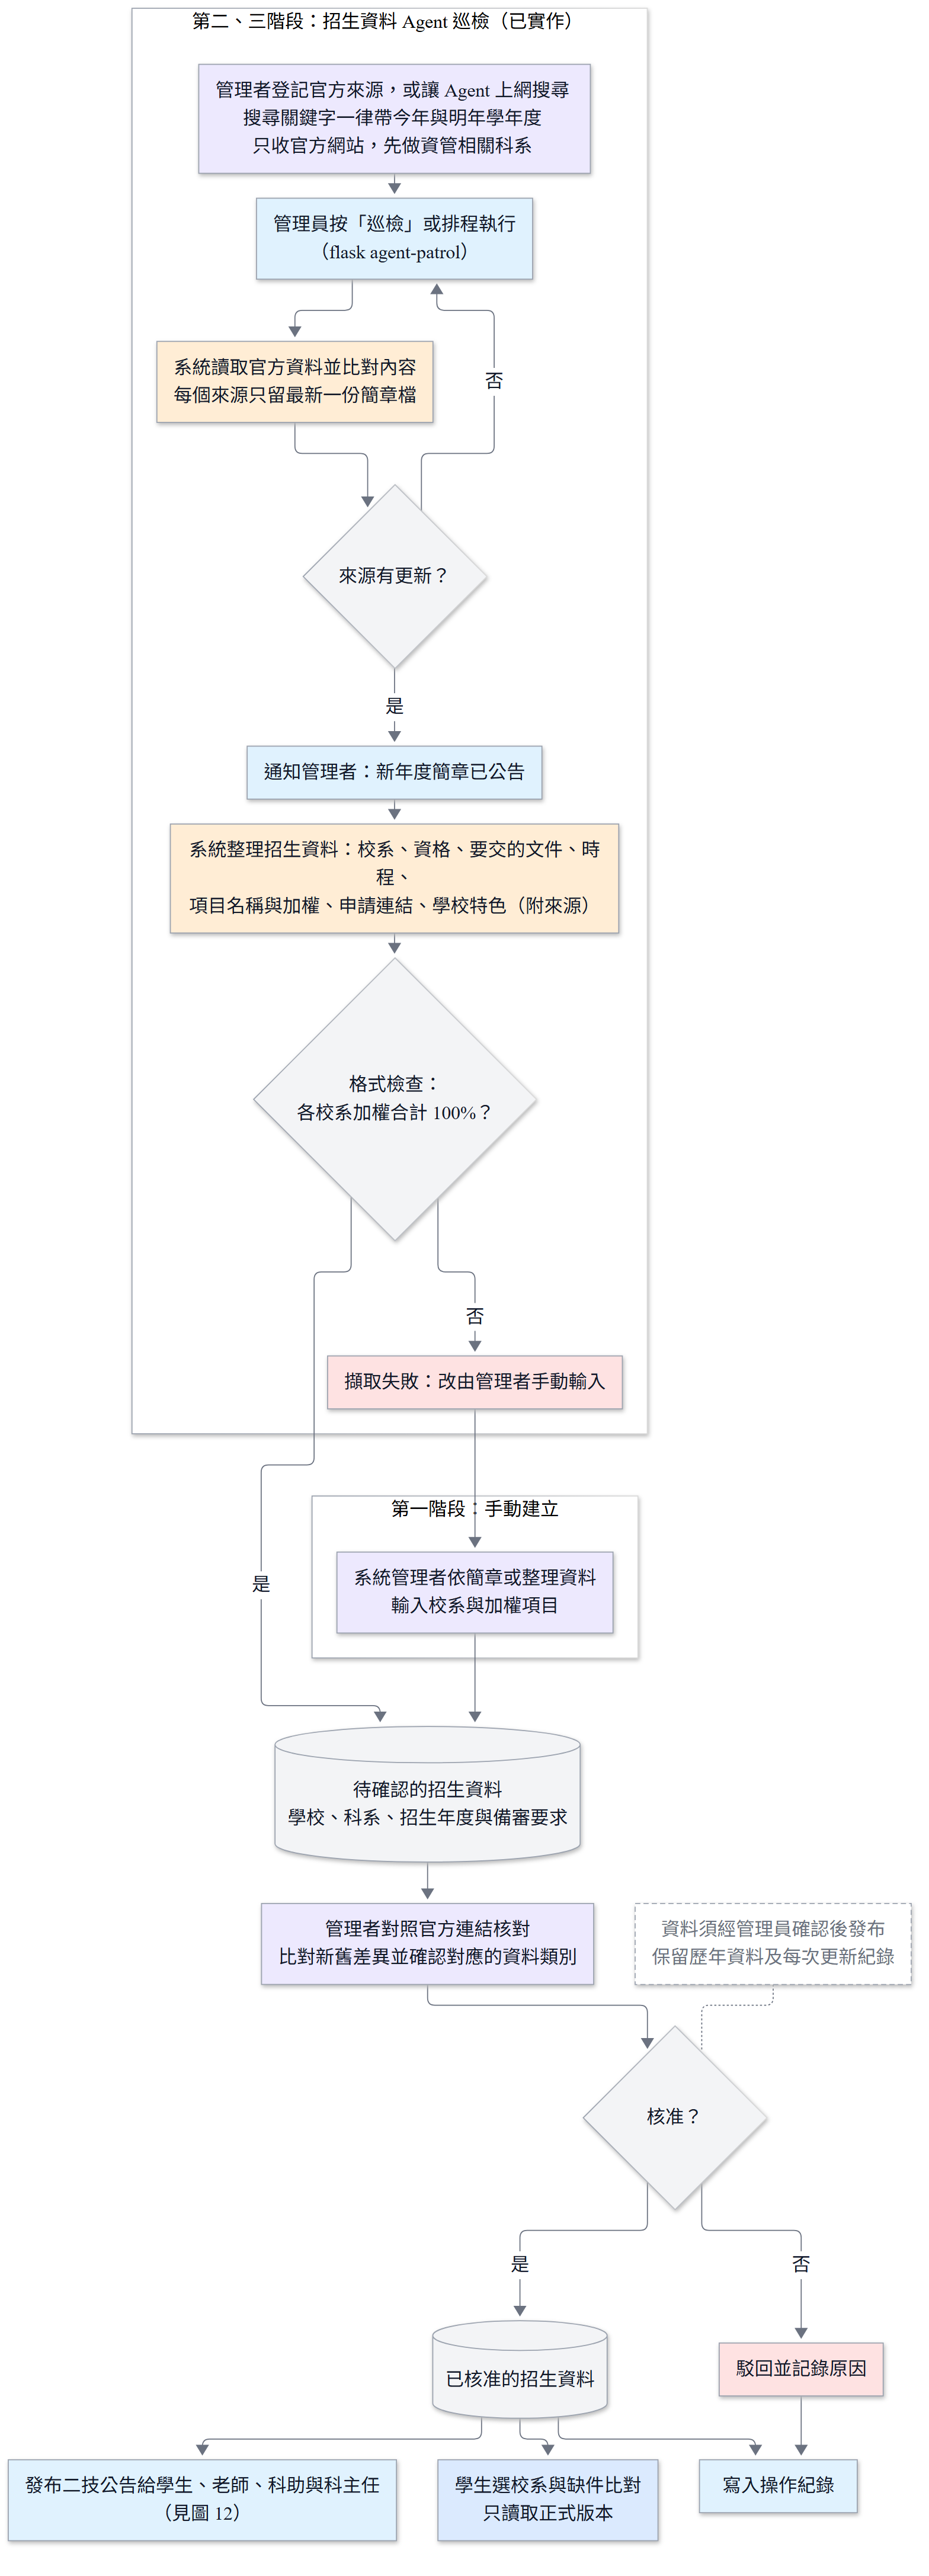 第二、三階段：招生資料 Agent 巡檢（已實作）
管理者登記官方來源，或讓 Agent 上網搜尋
搜尋關鍵字一律帶今年與明年學年度
只收官方網站，先做資管相關科系
管理員按「巡檢」或排程執行
（flask agent-patrol）
系統讀取官方資料並比對內容
每個來源只留最新一份簡章檔
否
來源有更新？
是
通知管理者：新年度簡章已公告
系統整理招生資料：校系、資格、要交的文件、時
程、
項目名稱與加權、申請連結、學校特色（附來源）
格式檢查：
各校系加權合計 100%？
否
擷取失敗：改由管理者手動輸入
第一階段：手動建立
系統管理者依簡章或整理資料
輸入校系與加權項目
是
待確認的招生資料
學校、科系、招生年度與備審要求
管理者對照官方連結核對
比對新舊差異並確認對應的資料類別
資料須經管理員確認後發布
保留歷年資料及每次更新紀錄
核准？
是
否
已核准的招生資料
駁回並記錄原因
發布二技公告給學生、老師、科助與科主任
（見圖 12）
學生選校系與缺件比對
只讀取正式版本
寫入操作紀錄